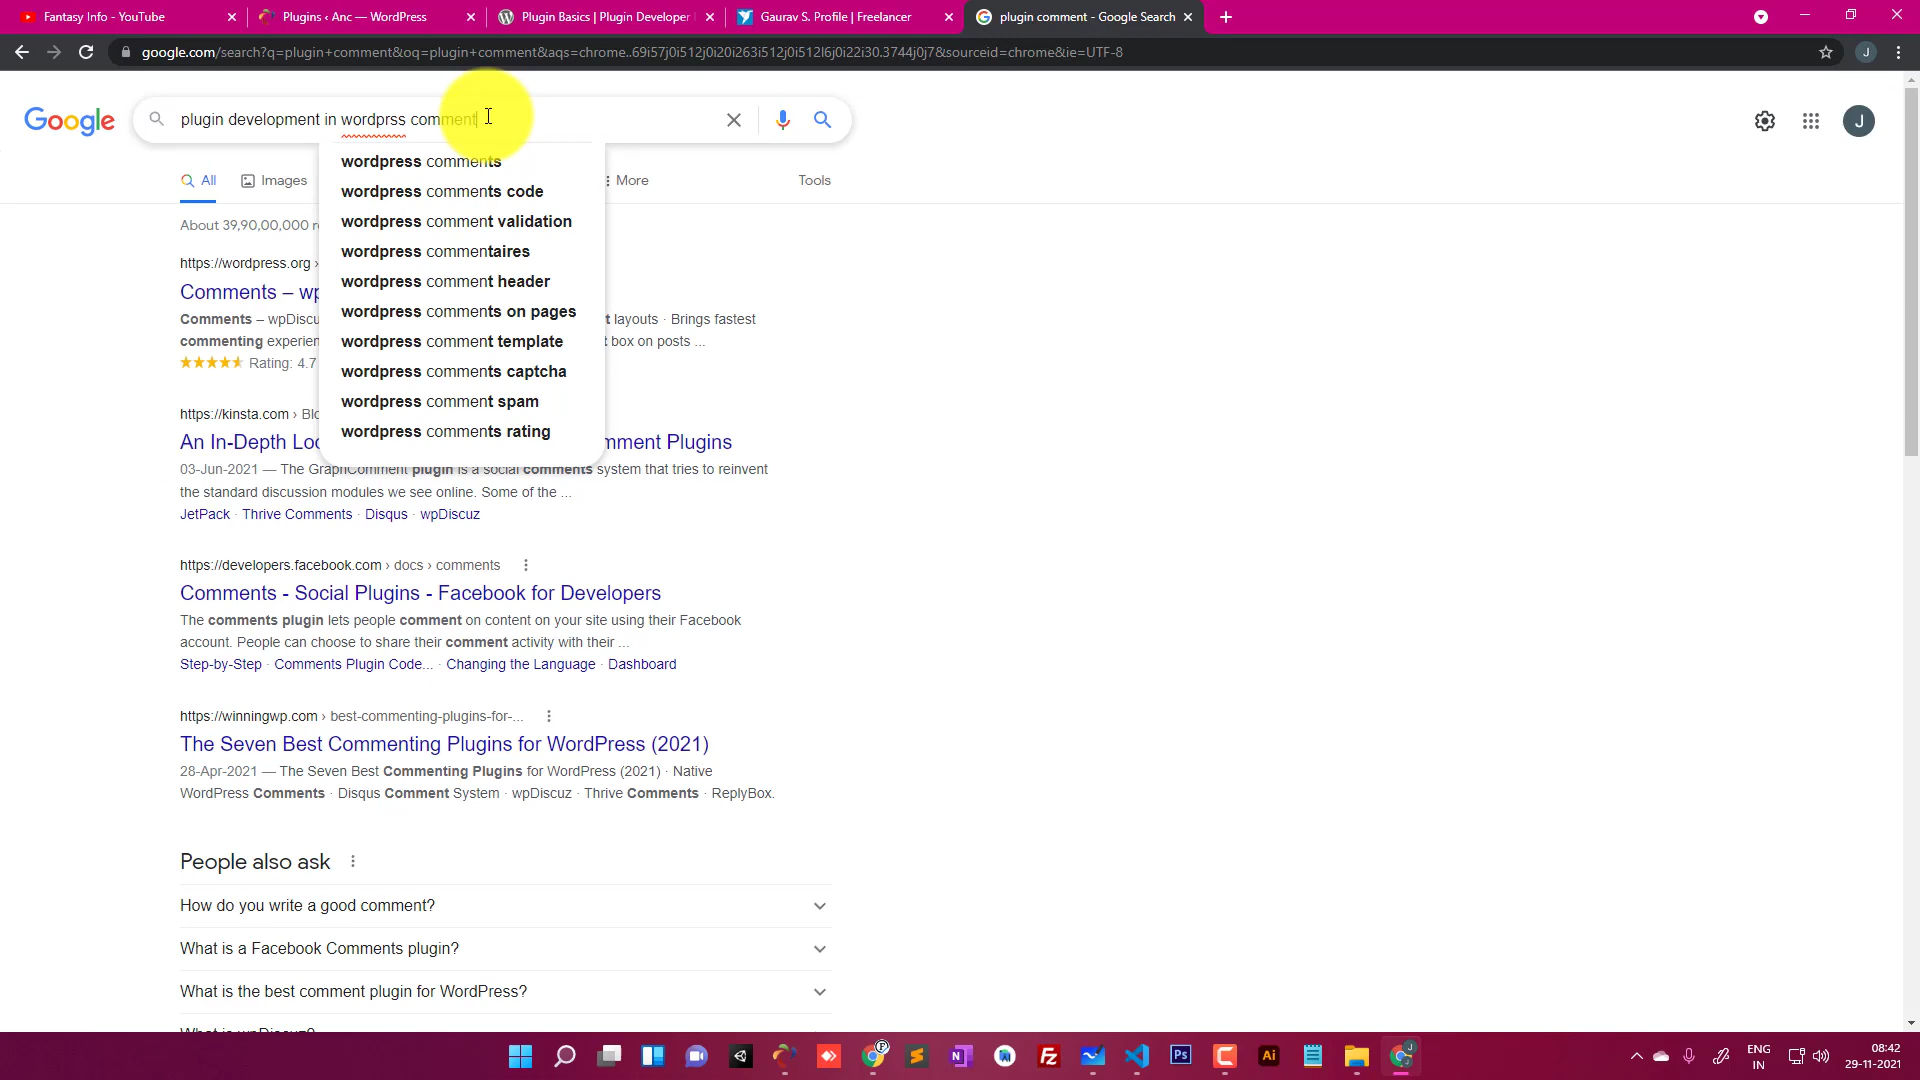 Fantasy Info - YouTube
Plugins ‹ Anc — WordPress
Plugin Basics | Plugin Developer
Gaurav S. Profile | Freelancer
plugin comment - Google Search
google.com/search?q=plugin+comment&oq=plugin+comment&aqs=chrome..69i57j0i512j0i20i263i512j0i512l6j0i22i30.3744j0j7&sourceid=chrome&ie=UTF-8
J
Google
plugin development in wordprss comment
J
wordpress comments
wordpress comments code
wordpress comment validation
wordpress commentaires
wordpress comment header
wordpress comments on pages
wordpress comment template
wordpress comments captcha
wordpress comment spam
wordpress comments rating
All
Images
More
Tools
About 39,90,00,000 r
https://wordpress.org ›
Comments – wp
Comments – wpDiscu t layouts · Brings fastest
commenting experien t box on posts ...
Rating: 4.7
https://kinsta.com › Blo
An In-Depth Loo mment Plugins
03-Jun-2021 — The GraphComment plugin is a social comments system that tries to reinvent
the standard discussion modules we see online. Some of the ...
JetPack · Thrive Comments · Disqus · wpDiscuz
https://developers.facebook.com › docs › comments
Comments - Social Plugins - Facebook for Developers
The comments plugin lets people comment on content on your site using their Facebook
account. People can choose to share their comment activity with their ...
Step-by-Step · Comments Plugin Code... · Changing the Language · Dashboard
https://winningwp.com › best-commenting-plugins-for-...
The Seven Best Commenting Plugins for WordPress (2021)
28-Apr-2021 — The Seven Best Commenting Plugins for WordPress (2021) · Native
WordPress Comments · Disqus Comment System · wpDiscuz · Thrive Comments · ReplyBox.
People also ask
How do you write a good comment?
What is a Facebook Comments plugin?
What is the best comment plugin for WordPress?
What is wpDiscuz?
Ps
Ai
ENG
IN
08:42
29-11-2021